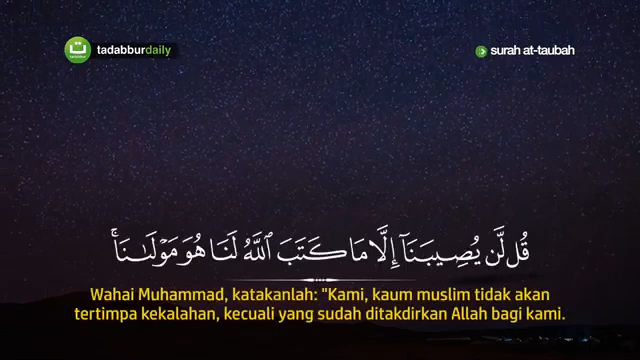 ت tadabburdaily
tadabbur
surah at-taubah
قُل لَّن يُصِيبَنَآ إِلَّا مَا كَتَبَ ٱللَّهُ لَنَا هُوَ مَوْلَىٰنَاۚ
Wahai Muhammad, katakanlah: "Kami, kaum muslim tidak akan
tertimpa kekalahan, kecuali yang sudah ditakdirkan Allah bagi kami.